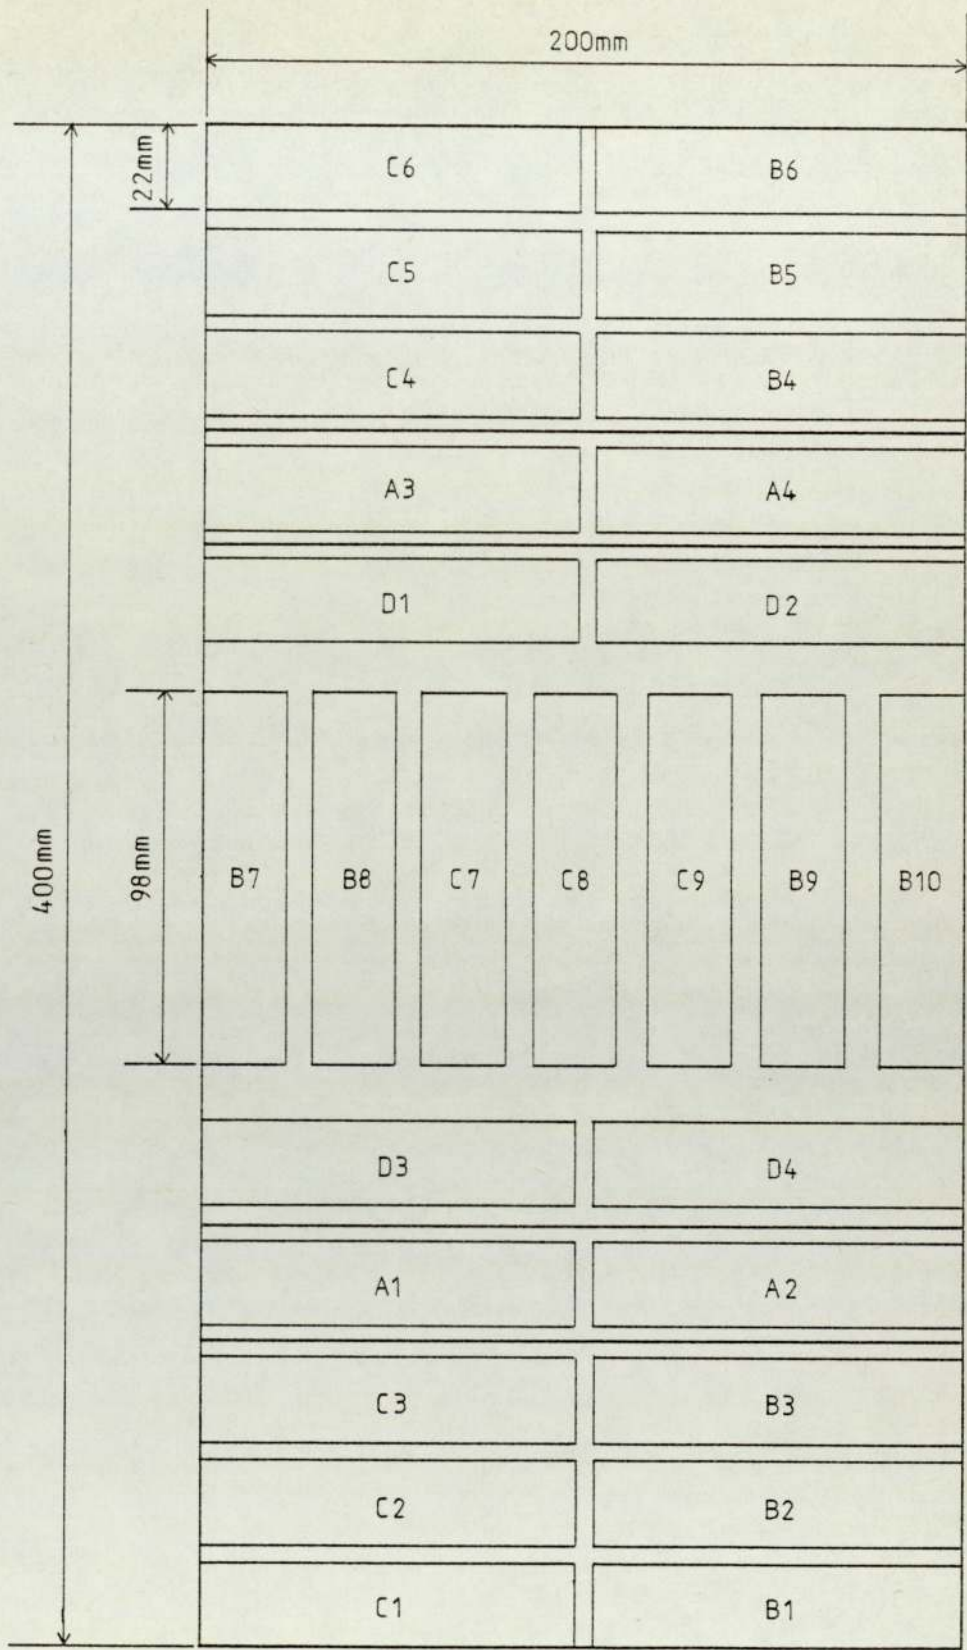 200mm
22mm
C6 B6
C5 B5
C4 B4
A3 A4
D1 D2
400mm
98mm
B7 B8 C7 C8 C9 B9 B10
D3 D4
A1 A2
C3 B3
C2 B2
C1 B1